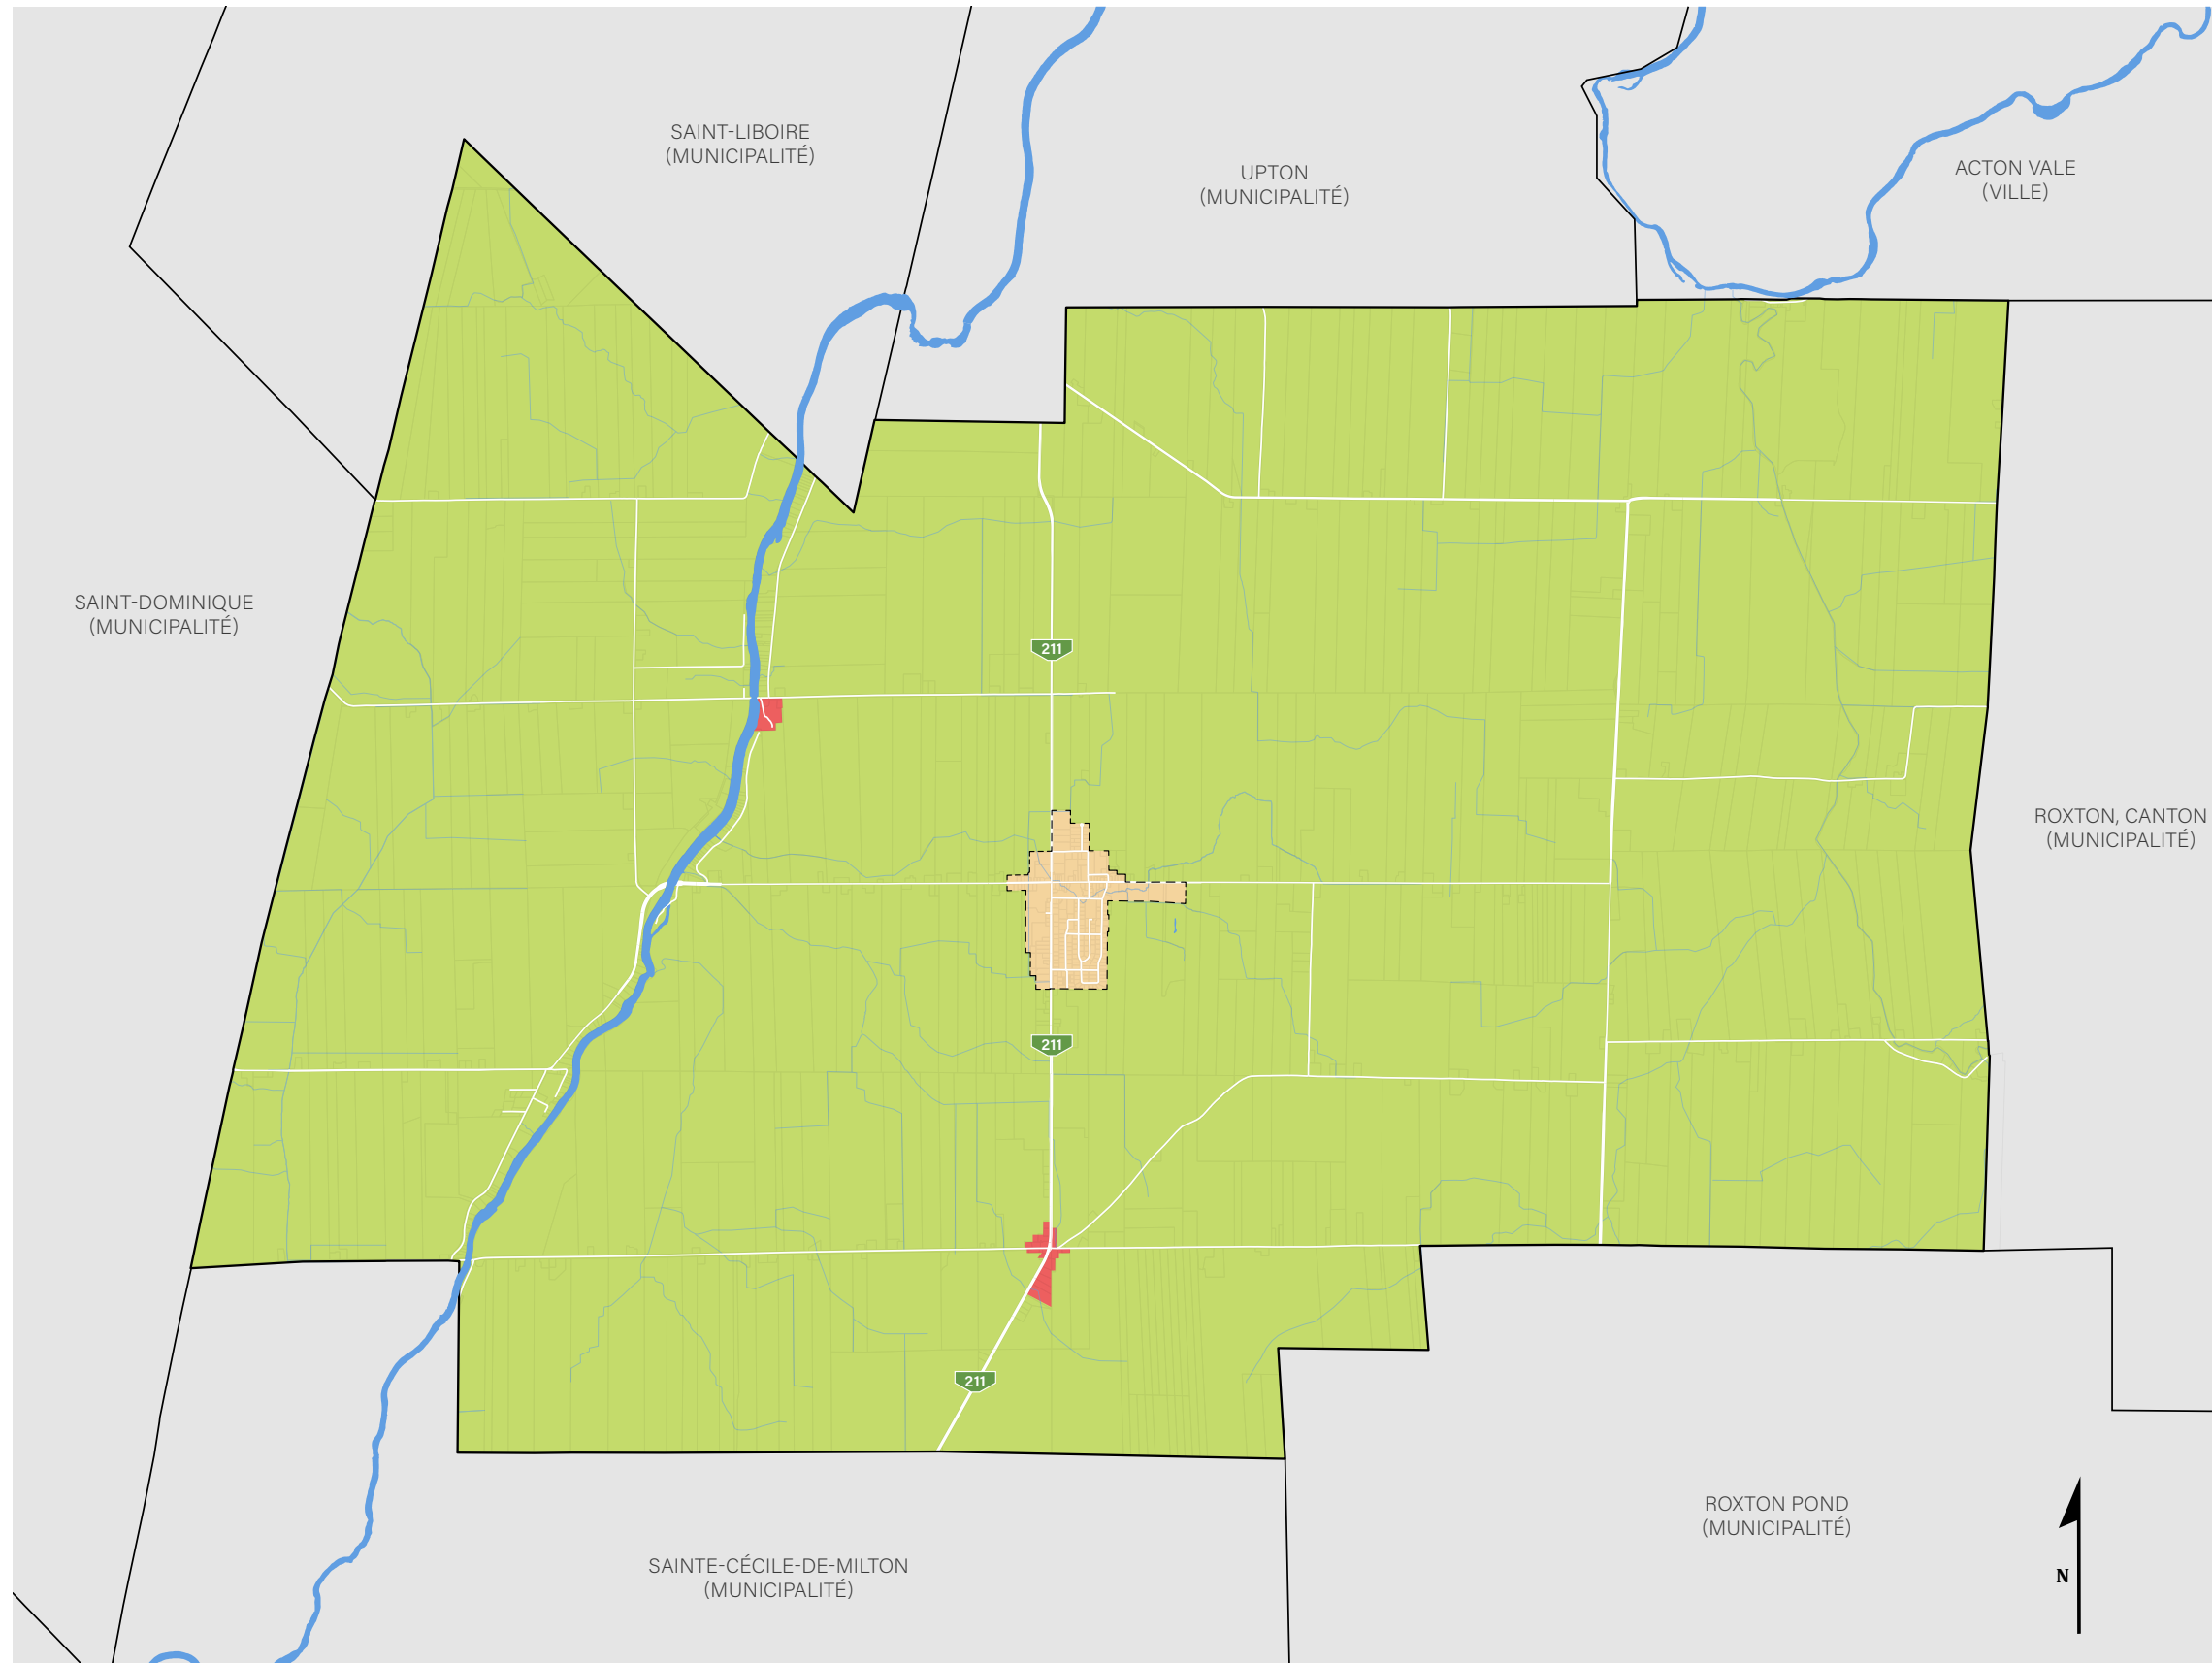 SAINT-LIBOIRE
(MUNICIPALITÉ)
UPTON
(MUNICIPALITÉ)
ACTON VALE
(VILLE)
SAINT-DOMINIQUE
(MUNICIPALITÉ)
211
ROXTON, CANTON
(MUNICIPALITÉ)
211
211
ROXTON POND
(MUNICIPALITÉ)
SAINTE-CÉCILE-DE-MILTON
(MUNICIPALITÉ)
N